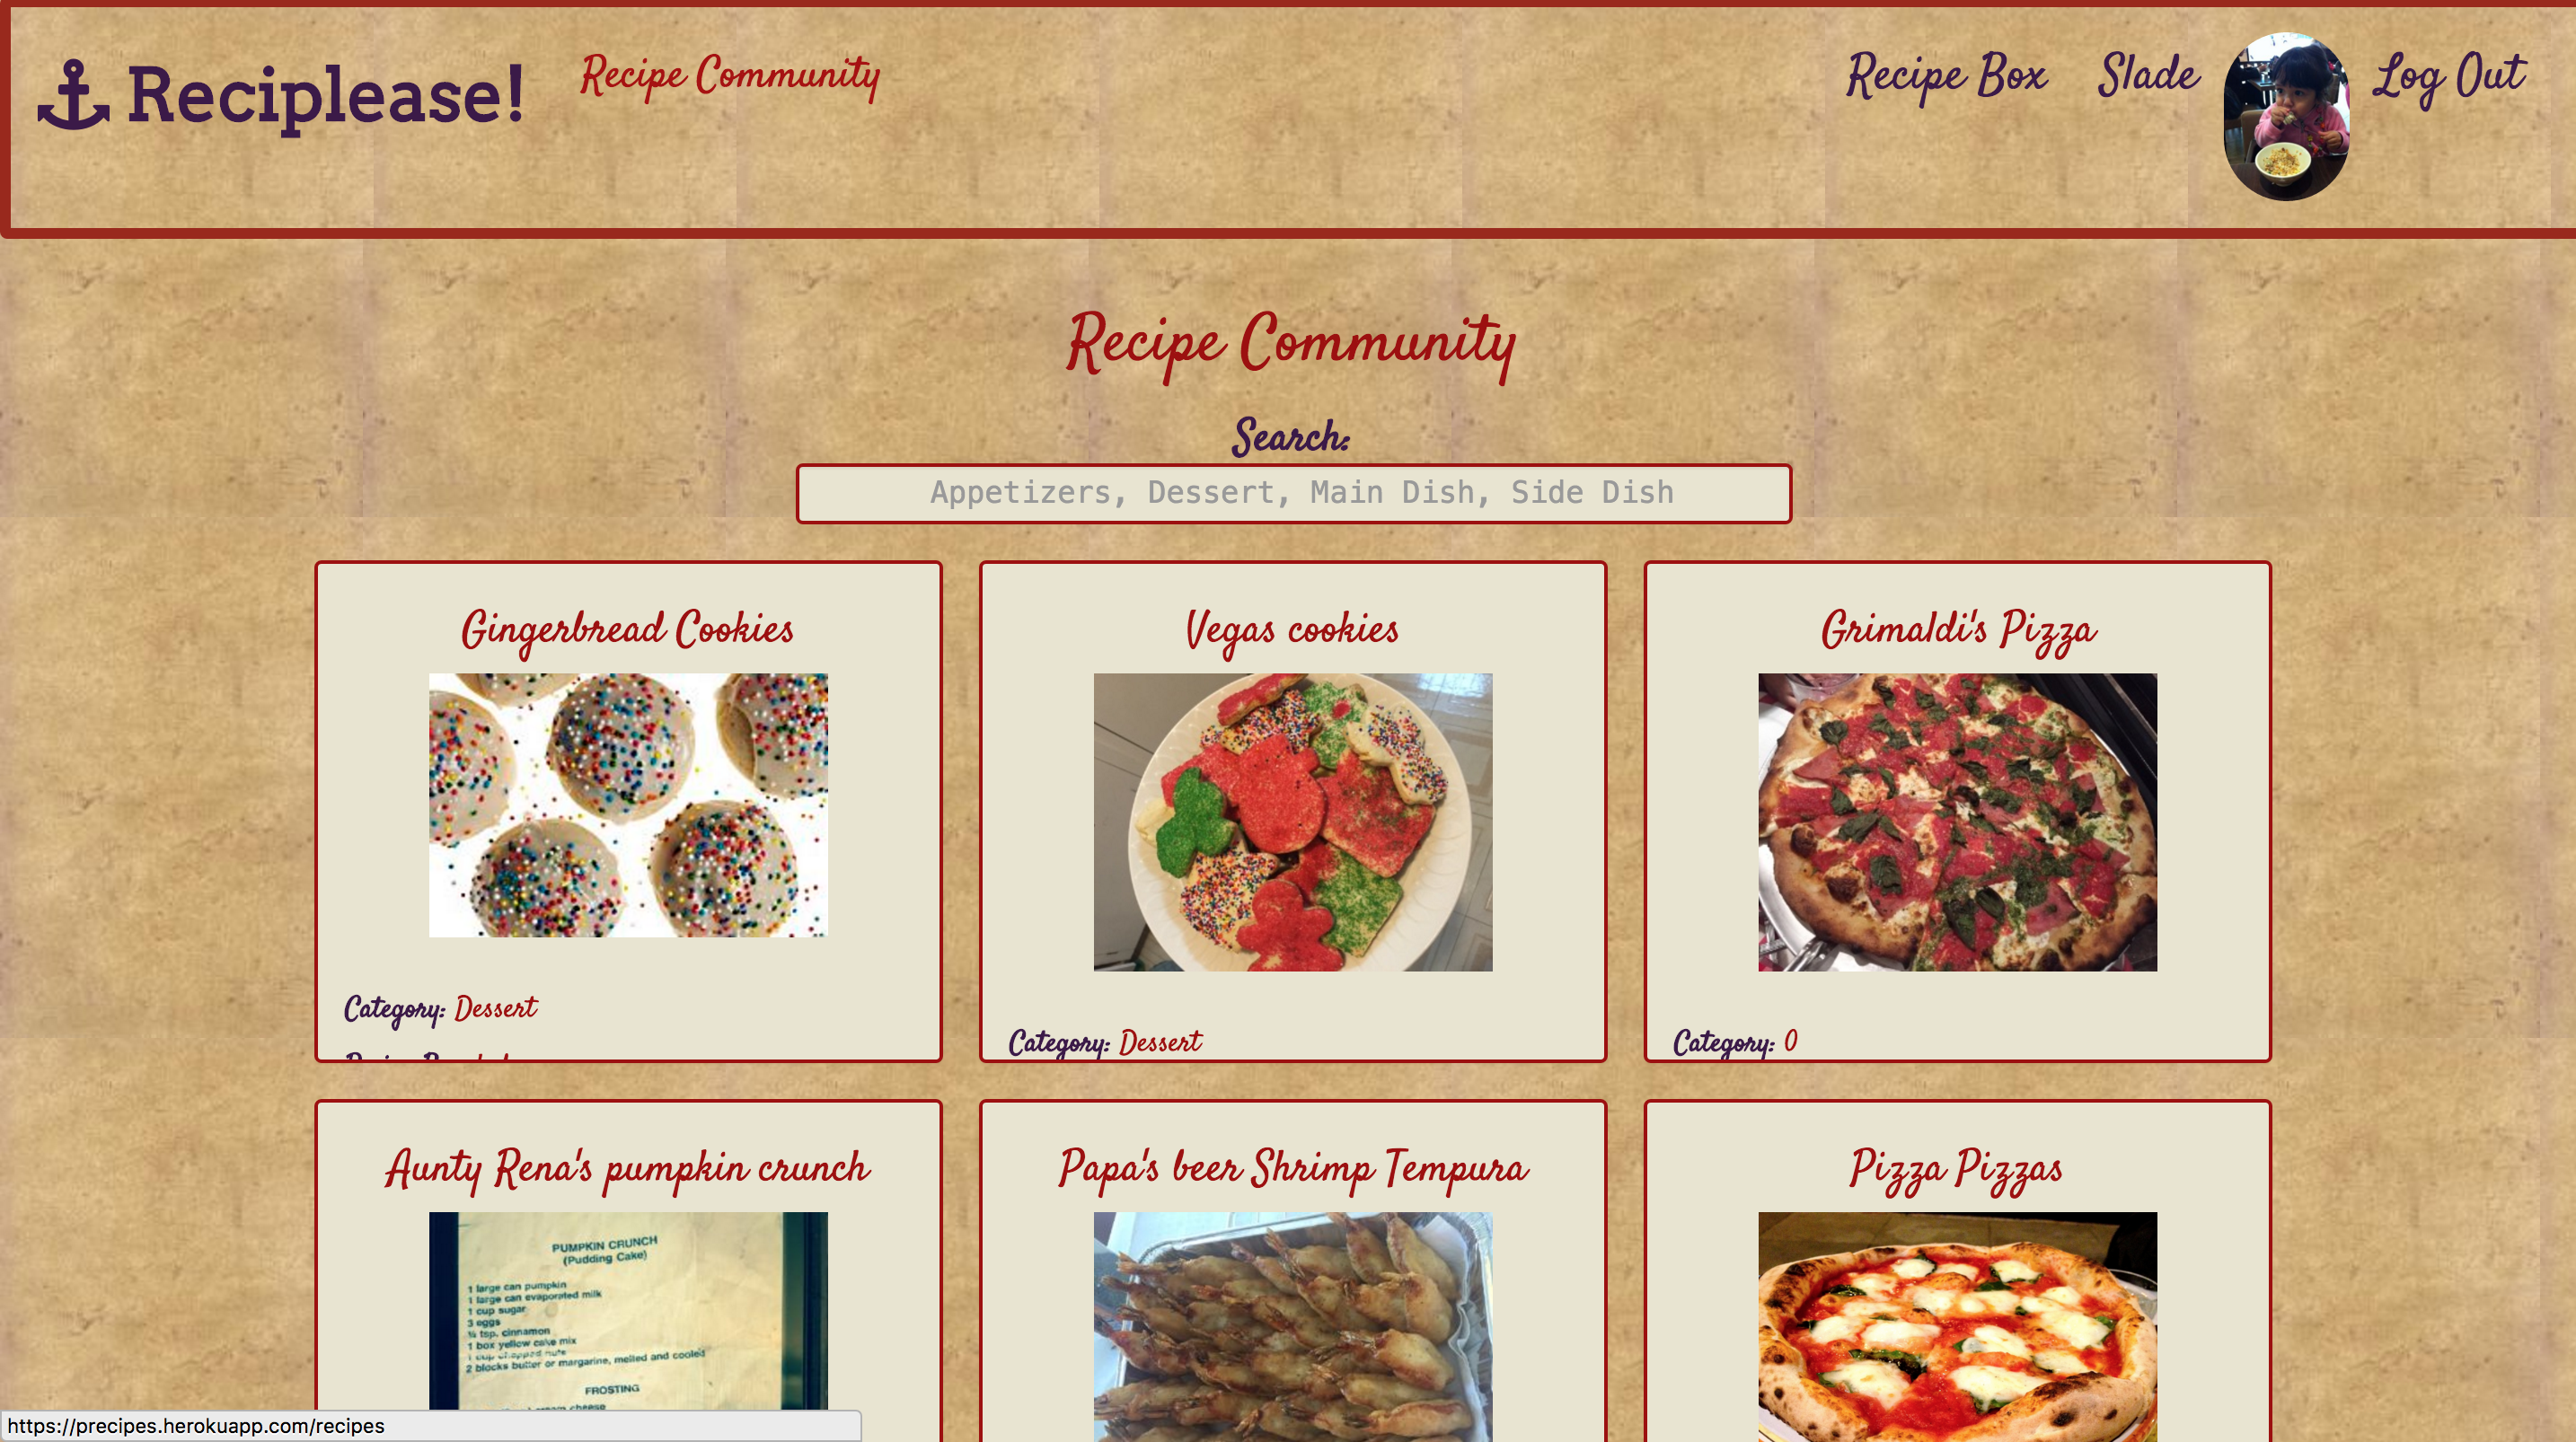 Reciplease!
Recipe Community
Recipe Box
Slade
Log Out
Recipe Community
Search:
Appetizers, Dessert, Main Dish, Side Dish
Gingerbread Cookies
Vegas cookies
Grimaldi's Pizza
Category: Dessert
Category: Dessert
Category: 0
Aunty Rena's pumpkin crunch
Papa's beer Shrimp Tempura
Pizza Pizzas
PUMPKIN CRUNCH
(Pudding Cake)
1 large can pumpkin
1 large can evaporated milk
1 cup sugar
3 eggs
tsp. cinnamon
1 box yellow cake mix
1 cup chopped nuts
2 blocks butter or margarine, melted and cooled
FROSTING
cream cheese
https://precipes.herokuapp.com/recipes